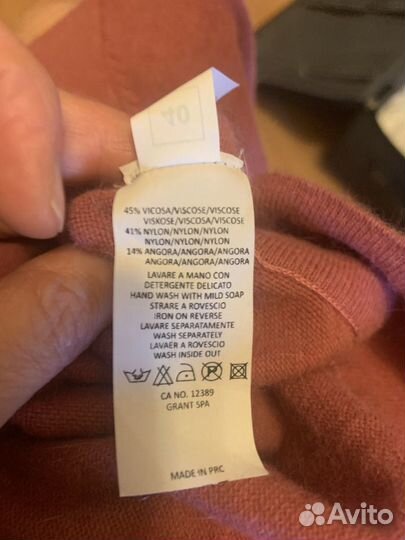 40
45% VICOSA/VISCOSE/VISCOSE
VISKOSE/VISCOSA/VISCOSE
41% NYLON/NYLON/NYLON
NYLON/NYLON/NYLON
14% ANGORA/ANGORA/ANGORA
ANGORA/ANGORA/ANGORA
LAVARE A MANO CON
DETERGENTE DELICATO
HAND WASH WITH MILD SOAP
STRARE A ROVESCIO
IRON ON REVERSE
LAVARE SEPARATAMENTE
WASH SEPARATELY
LAVAER A ROVESCIO
WASH INSIDE OUT
P
CA NO. 12389
GRANT SPA
MADE IN PRC
Avito